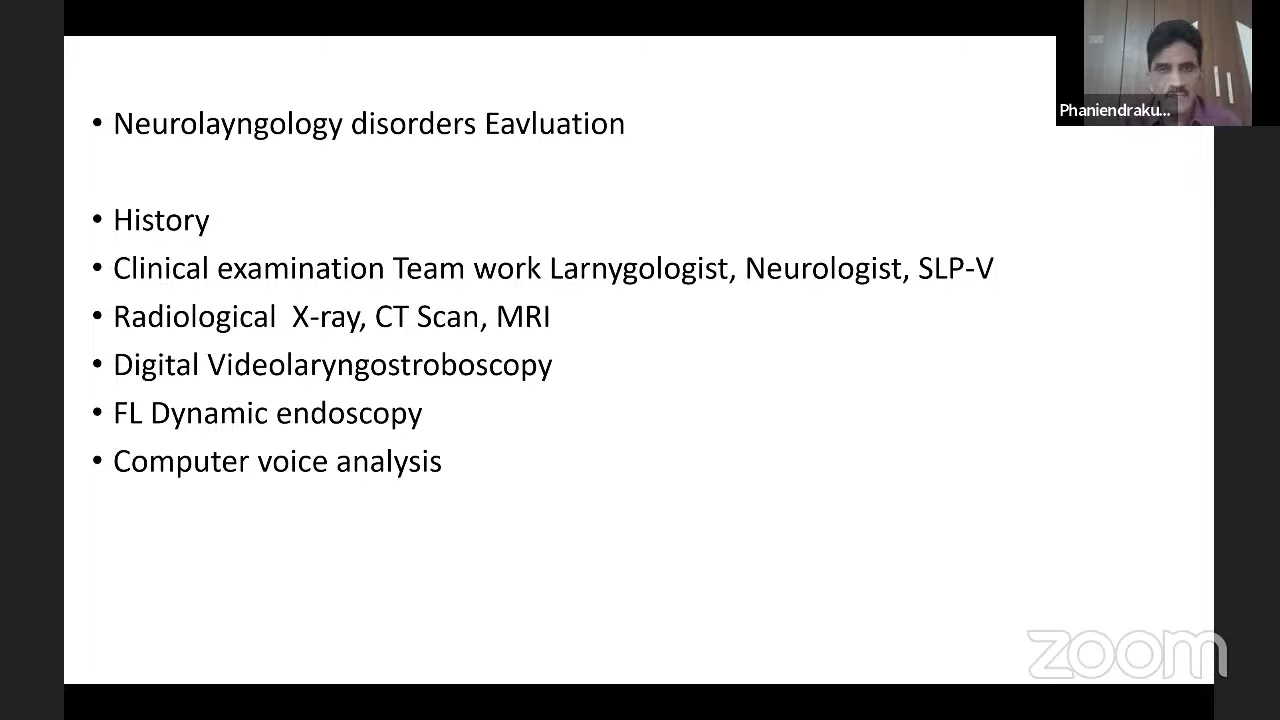 • Neurolayngology disorders Eavluation
• History
• Clinical examination Team work Larnygologist, Neurologist, SLP-V
• Radiological  X-ray, CT Scan, MRI
• Digital Videolaryngostroboscopy
• FL Dynamic endoscopy
• Computer voice analysis
Phaniendraku...
zoom